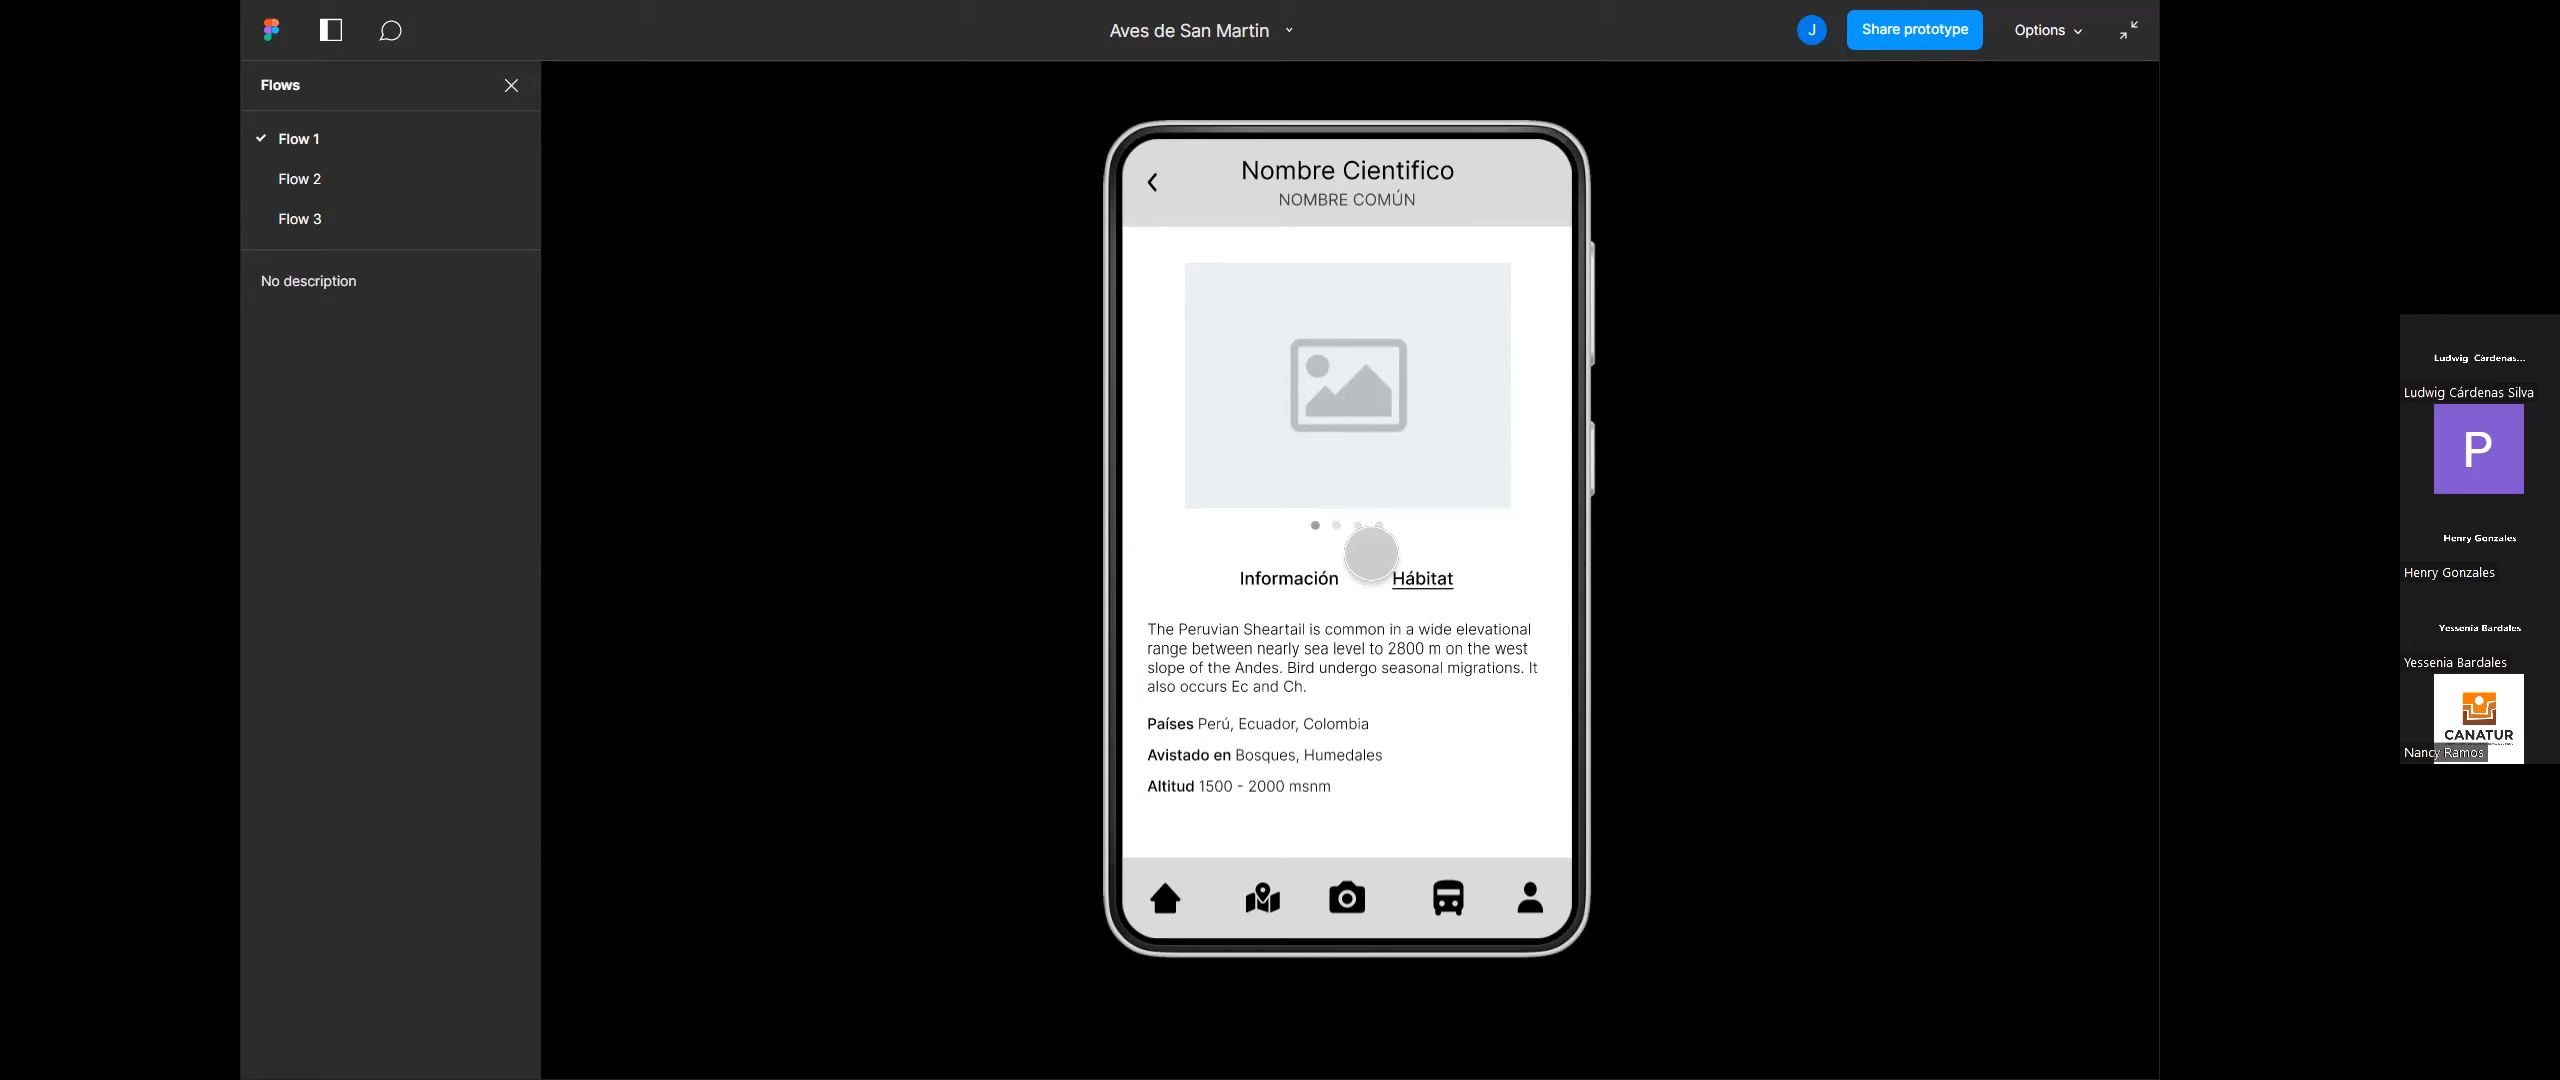 Aves de San Martin
J
Share prototype
Options
Flows
Flow 1
Flow 2
Flow 3
No description
Nombre Cientifico
NOMBRE COMÚN
Información
Hábitat
The Peruvian Sheartail is common in a wide elevational
range between nearly sea level to 2800 m on the west
slope of the Andes. Bird undergo seasonal migrations. It
also occurs Ec and Ch.
Países Perú, Ecuador, Colombia
Avistado en Bosques, Humedales
Altitud 1500 - 2000 msnm
Ludwig Cárdenas...
Ludwig Cárdenas Silva
P
Henry Gonzales
Henry Gonzales
Yessenia Bardales
Yessenia Bardales
CANATUR
Nancy Ramos